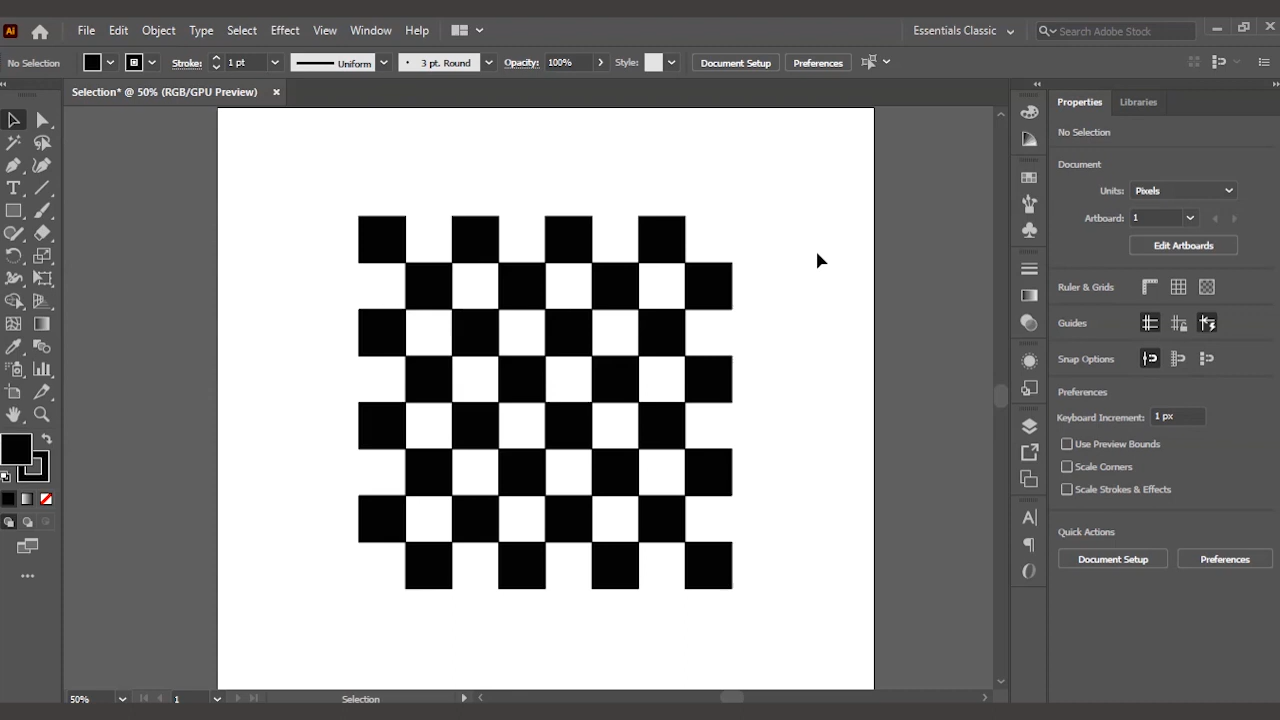 Ai File Edit Object Type Select Effect View Window Help Essentials Classic Search Adobe Stock
No Selection Stroke: 1 pt Uniform 3 pt. Round Opacity: 100% Style: Document Setup Preferences
Selection* @ 50% (RGB/GPU Preview)
Properties Libraries
No Selection
Document
Units: Pixels
Artboard: 1
Edit Artboards
Ruler & Grids
Guides
Snap Options
Preferences
Keyboard Increment: 1 px
Use Preview Bounds
Scale Corners
Scale Strokes & Effects
Quick Actions
Document Setup Preferences
50% 1 Selection